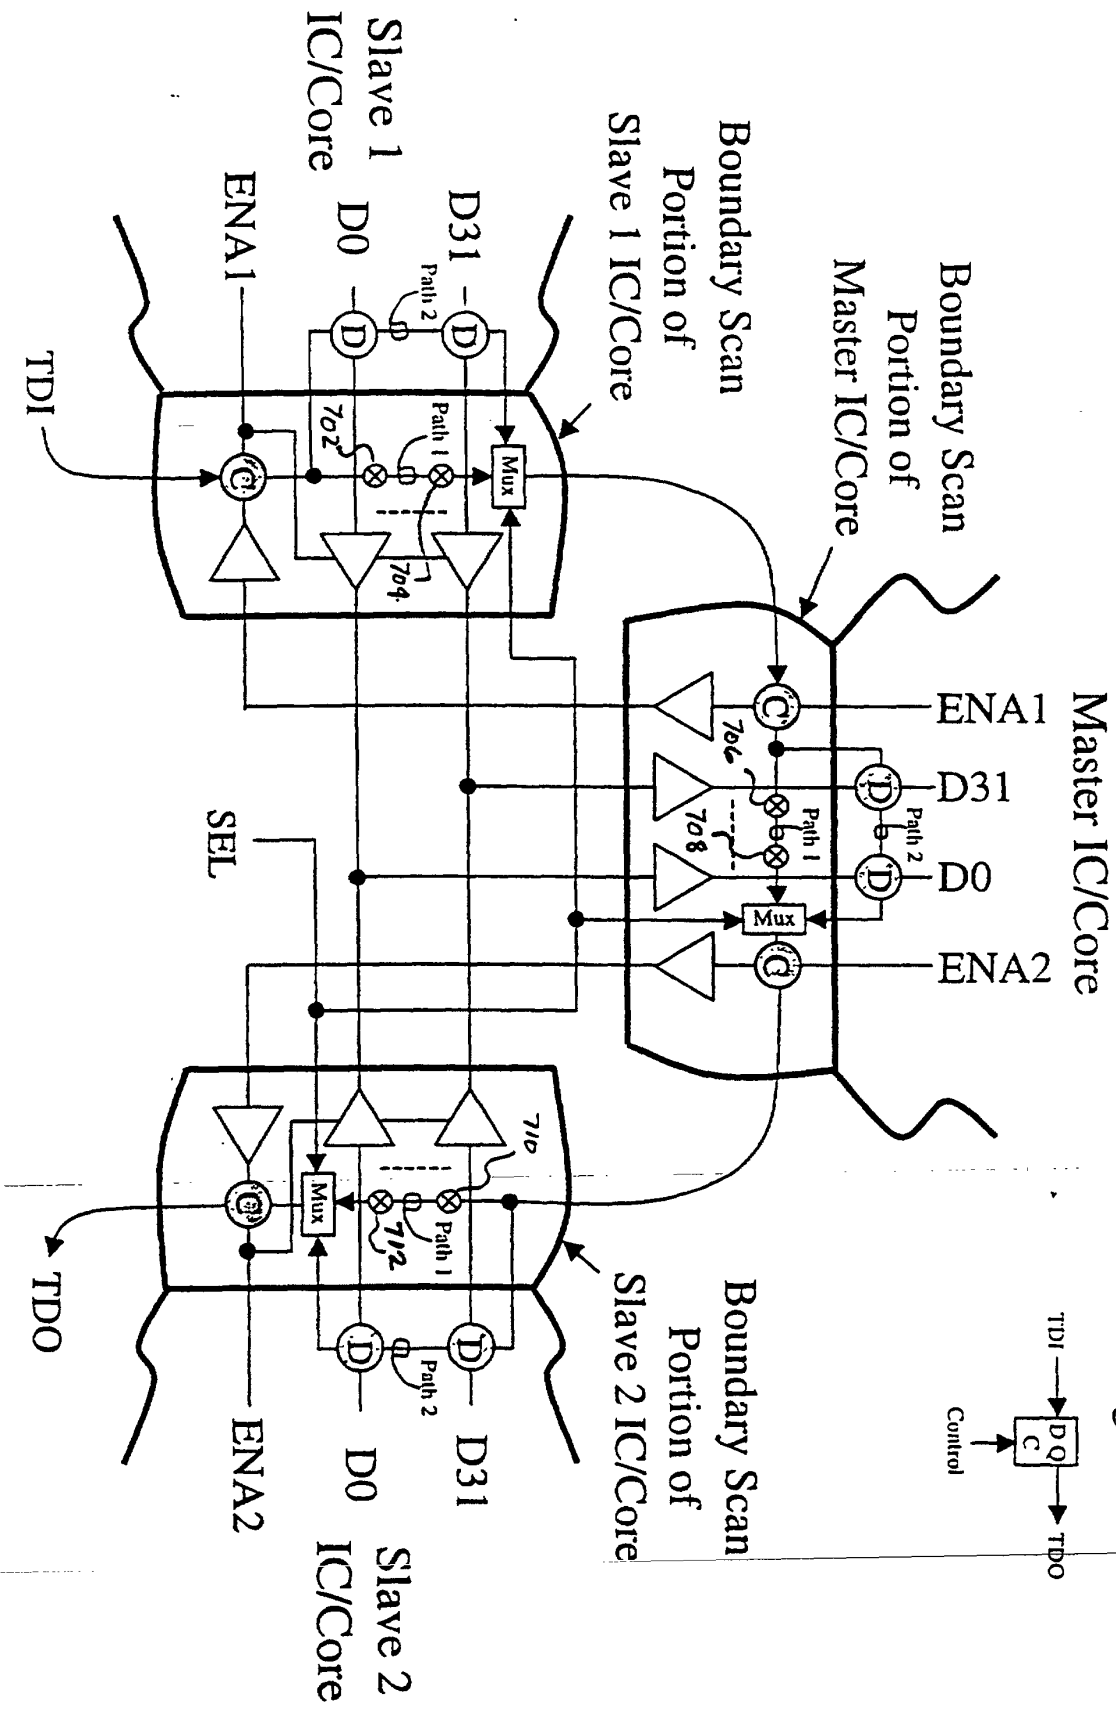 Master IC/Core
Boundary Scan
Portion of
Master IC/Core
ENA1
D31
D0
ENA2
C
D
Path 2
D
706
Path 1
708
Mux
C
Boundary Scan
Portion of
Slave 1 IC/Core
Slave 1
IC/Core
D31
D0
ENA1
TDI
D
Path 2
D
Path 1
702
704
Mux
C
SEL
Boundary Scan
Portion of
Slave 2 IC/Core
Slave 2
IC/Core
D31
D0
ENA2
TDO
710
Path 1
712
Mux
C
D
Path 2
D
TDI
D Q
C
TDO
Control